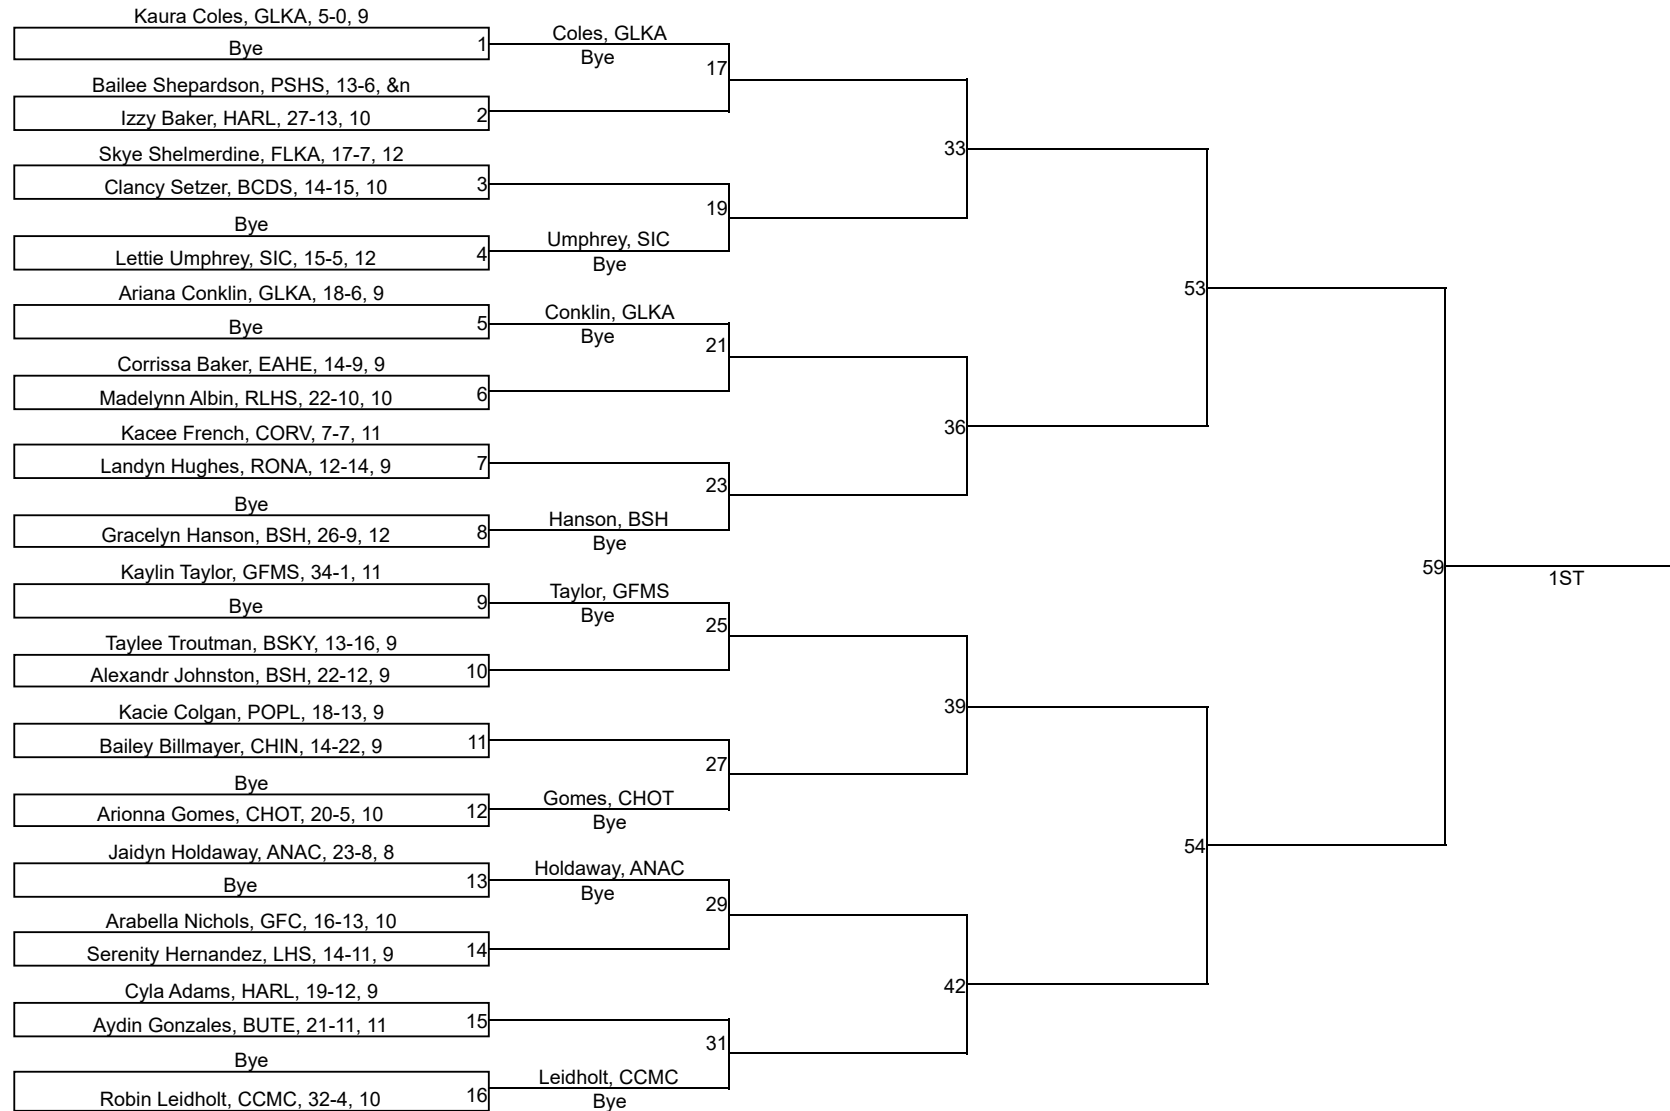 Kaura Coles, GLKA, 5-0, 9
Bye
1
Coles, GLKA
Bye
17
Bailee Shepardson, PSHS, 13-6, &n
Izzy Baker, HARL, 27-13, 10
2
33
Skye Shelmerdine, FLKA, 17-7, 12
Clancy Setzer, BCDS, 14-15, 10
3
19
Bye
Lettie Umphrey, SIC, 15-5, 12
4
Umphrey, SIC
Bye
53
Ariana Conklin, GLKA, 18-6, 9
Bye
5
Conklin, GLKA
Bye
21
Corrissa Baker, EAHE, 14-9, 9
Madelynn Albin, RLHS, 22-10, 10
6
36
Kacee French, CORV, 7-7, 11
Landyn Hughes, RONA, 12-14, 9
7
23
Bye
Gracelyn Hanson, BSH, 26-9, 12
8
Hanson, BSH
Bye
59
1ST
Kaylin Taylor, GFMS, 34-1, 11
Bye
9
Taylor, GFMS
Bye
25
Taylee Troutman, BSKY, 13-16, 9
Alexandr Johnston, BSH, 22-12, 9
10
39
Kacie Colgan, POPL, 18-13, 9
Bailey Billmayer, CHIN, 14-22, 9
11
27
Bye
Arionna Gomes, CHOT, 20-5, 10
12
Gomes, CHOT
Bye
54
Jaidyn Holdaway, ANAC, 23-8, 8
Bye
13
Holdaway, ANAC
Bye
29
Arabella Nichols, GFC, 16-13, 10
Serenity Hernandez, LHS, 14-11, 9
14
42
Cyla Adams, HARL, 19-12, 9
Aydin Gonzales, BUTE, 21-11, 11
15
31
Bye
Robin Leidholt, CCMC, 32-4, 10
16
Leidholt, CCMC
Bye